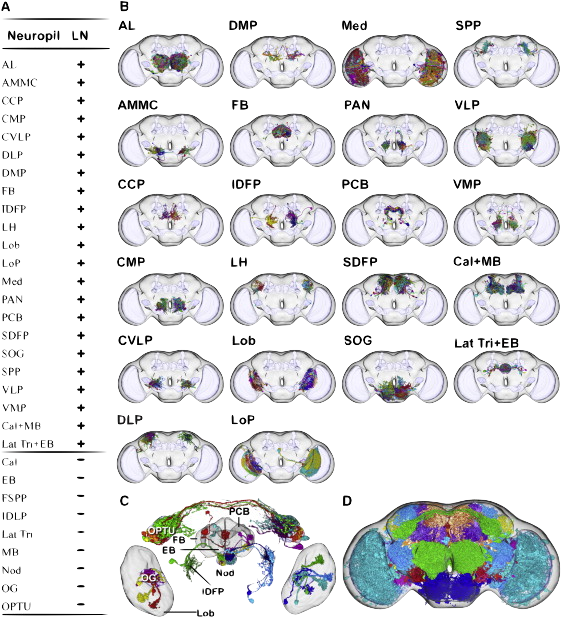 A
Neuropil LN
AL +
AMMC +
CCP +
CMP +
CVLP +
DLP +
DMP +
FB +
IDFP +
LH +
Lob +
LoP +
Med +
PAN +
PCB +
SDFP +
SOG +
SPP +
VLP +
VMP +
Cal+MB +
Lat Tri+EB +
Cal -
EB -
FSPP -
IDLP -
Lat Tri -
MB -
Nod -
OG -
OPTU -
B
AL DMP Med SPP
AMMC FB PAN VLP
CCP IDFP PCB VMP
CMP LH SDFP Cal+MB
CVLP Lob SOG Lat Tri+EB
DLP LoP
C
PCB
OPTU
FB
EB
Nod
OG
IDFP
Lob
D